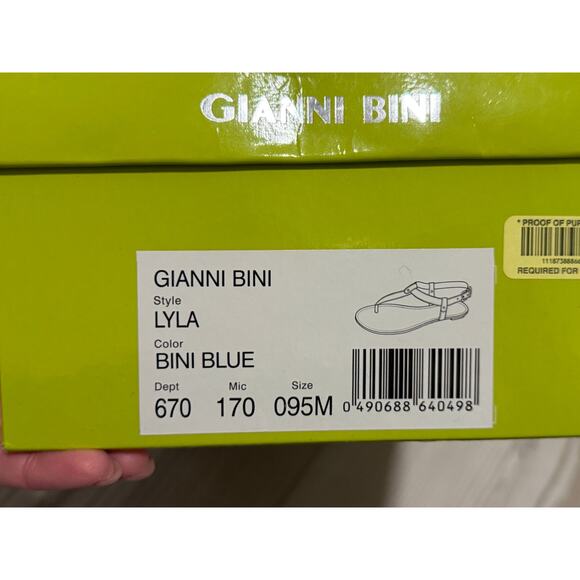 GIANNI BINI
* PROOF OF PUR
REQUIRED FOR
GIANNI BINI
Style
LYLA
Color
BINI BLUE
Dept Mic Size
670 170 095M
0 490688 640498